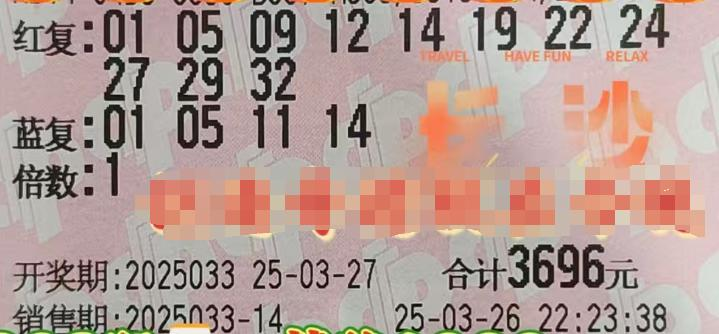 红复:01 05 09 12 14 19 22 24
TRAVEL HAVE FUN RELAX
27 29 32
长沙
蓝复:01 05 11 14
倍数:1
开奖期:2025033 25-03-27 合计3696元
销售期:2025033-14 25-03-26 22:23:38